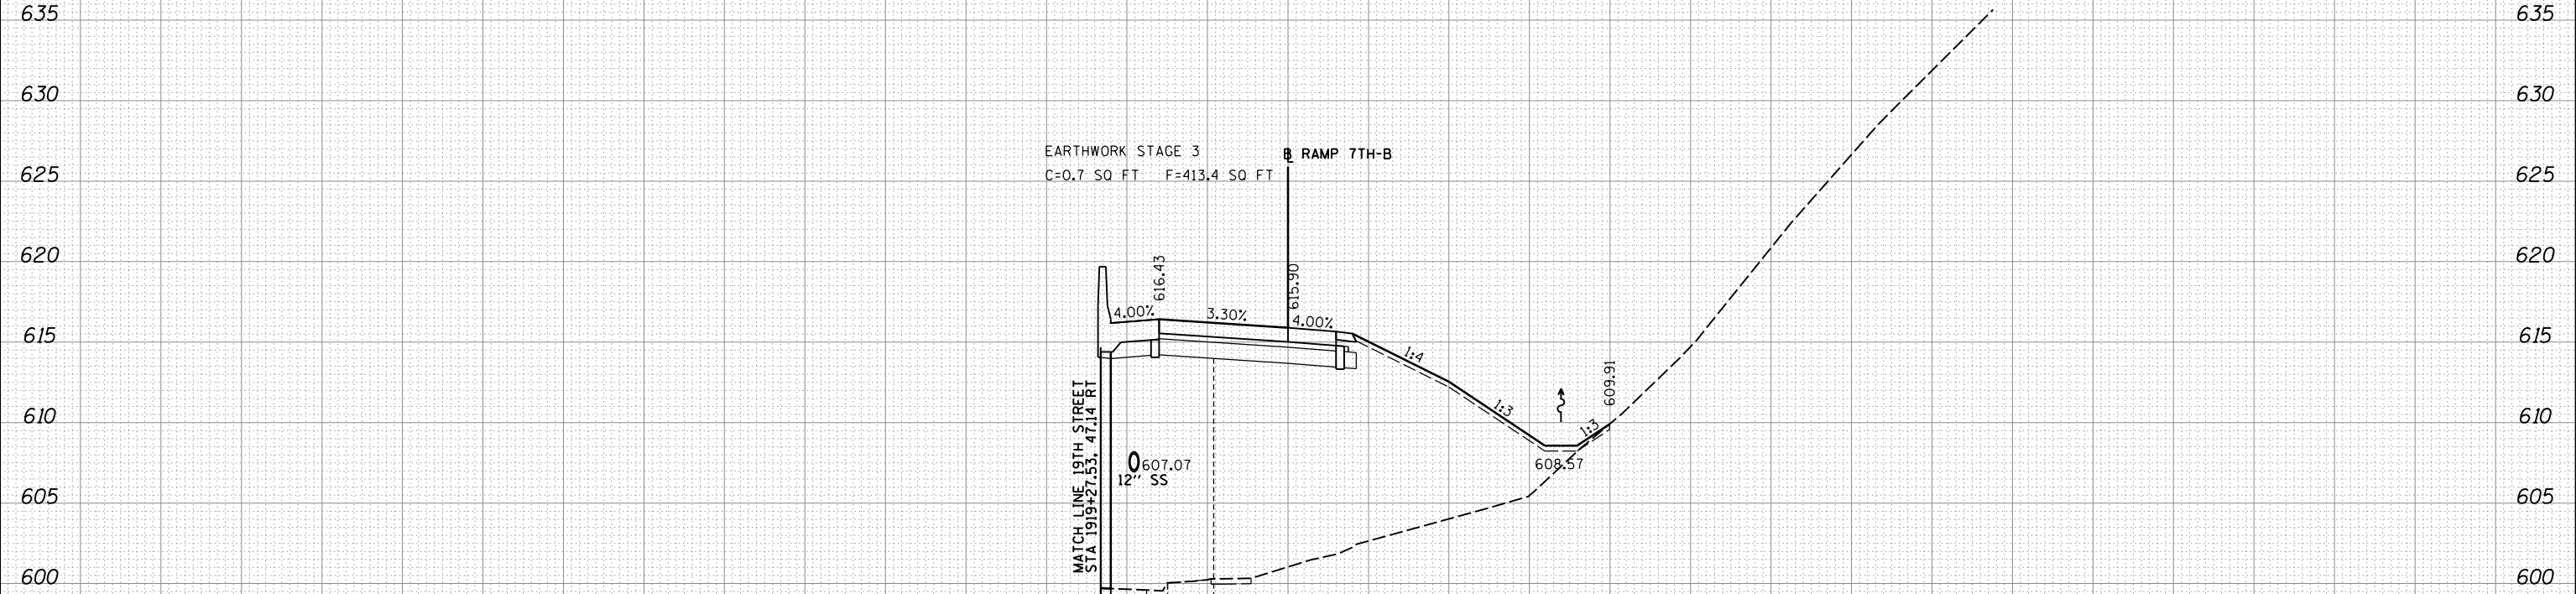 635 635
630 630
EARTHWORK STAGE 3
C=0.7 SQ FT F=413.4 SQ FT
BL RAMP 7TH-B
625 625
620 620
616.43
615.90
4.00% 3.30% 4.00%
615 615
1:4
609.91
1:3
1:3
610 610
MATCH LINE 19TH STREET
STA 1919+27.53, 47.14 RT
607.07
12'' SS
608.57
605 605
600 600